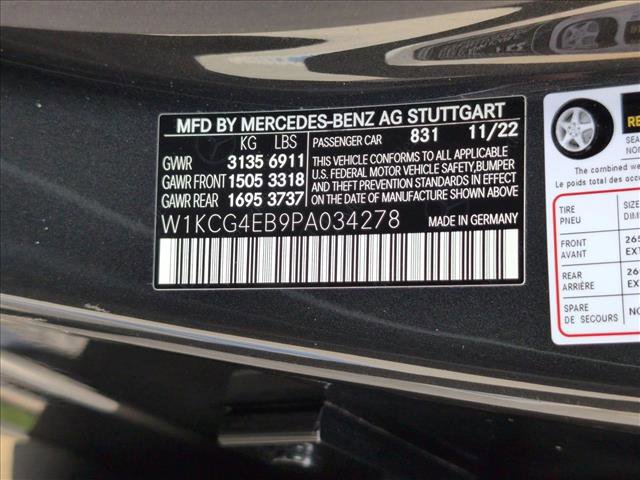 MFD BY MERCEDES-BENZ AG STUTTGART
KG LBS PASSENGER CAR 831 11/22
GVWR 3135 6911
GAWR FRONT 1505 3318
GAWR REAR 1695 3737
THIS VEHICLE CONFORMS TO ALL APPLICABLE
U.S. FEDERAL MOTOR VEHICLE SAFETY, BUMPER
AND THEFT PREVENTION STANDARDS IN EFFECT
ON THE DATE OF MANUFACTURE SHOWN ABOVE.
W1KCG4EB9PA034278 MADE IN GERMANY
The combined we
Le poids total des occu
TIRE
PNEU
FRONT
AVANT
REAR
ARRIÈRE
SPARE
DE SECOURS